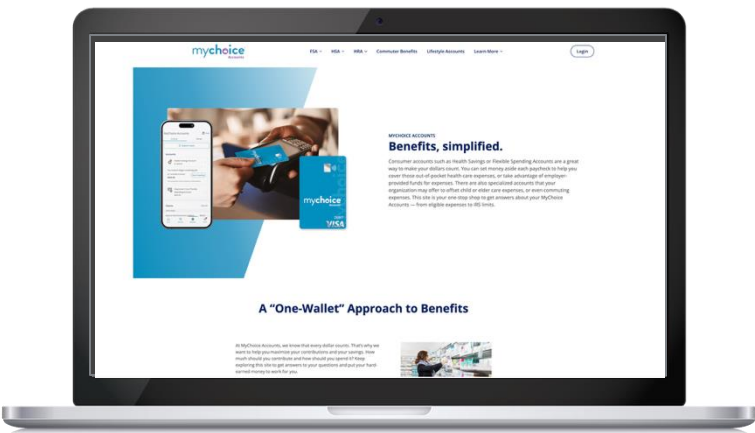 mychoice
Accounts
FSA
HSA
HRA
Commuter Benefits
Lifestyle Accounts
Learn More
Login
MYCHOICE ACCOUNTS
Benefits, simplified.
Consumer accounts such as Health Savings or Flexible Spending Accounts are a great
way to make your dollars count. You can set money aside each paycheck to help you
cover those out-of-pocket health care expenses, or take advantage of employer-
provided funds for expenses. There are also specialized accounts that your
organization may offer to offset child or elder care expenses, or even commuting
expenses. This site is your one-stop shop to get answers about your MyChoice
Accounts — from eligible expenses to IRS limits.
mychoice
VISA
A “One-Wallet” Approach to Benefits
At MyChoice Accounts, we know that every dollar counts. That's why we
want to help you maximize your contributions and your savings. How
much should you contribute and how should you spend it? Keep
exploring this site to get answers to your questions and put your hard-
earned money to work for you.